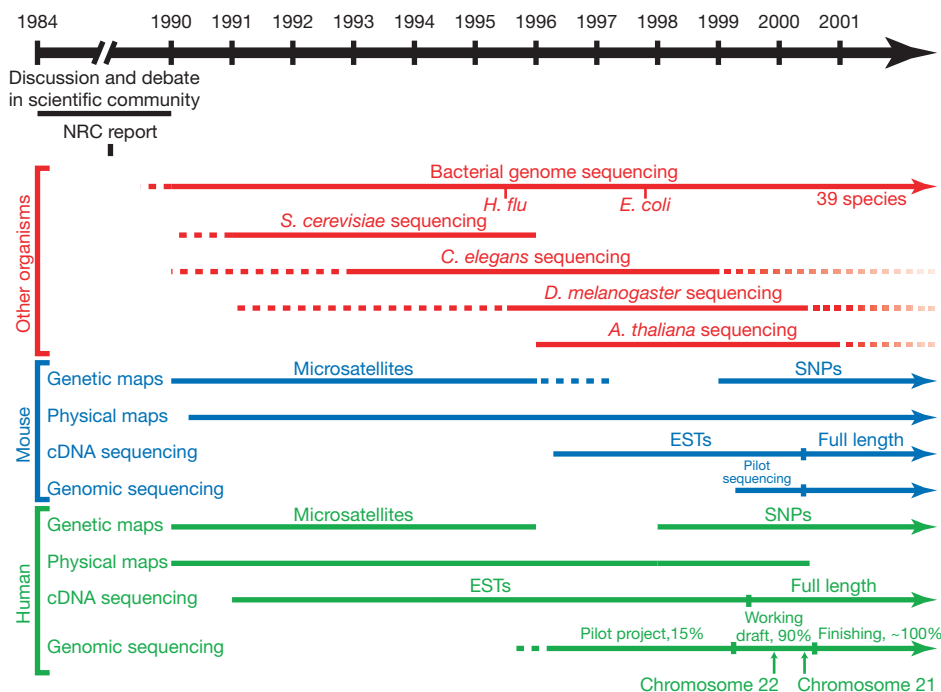 1984 1990 1991 1992 1993 1994 1995 1996 1997 1998 1999 2000 2001
Discussion and debate
in scientific community
NRC report
Other organisms
Bacterial genome sequencing
H. flu
E. coli
39 species
S. cerevisiae sequencing
C. elegans sequencing
D. melanogaster sequencing
A. thaliana sequencing
Mouse
Genetic maps
Microsatellites
SNPs
Physical maps
cDNA sequencing
ESTs
Full length
Genomic sequencing
Pilot
sequencing
Human
Genetic maps
Microsatellites
SNPs
Physical maps
cDNA sequencing
ESTs
Full length
Genomic sequencing
Pilot project,15%
Working
draft, 90%
Finishing, ~100%
Chromosome 22
Chromosome 21